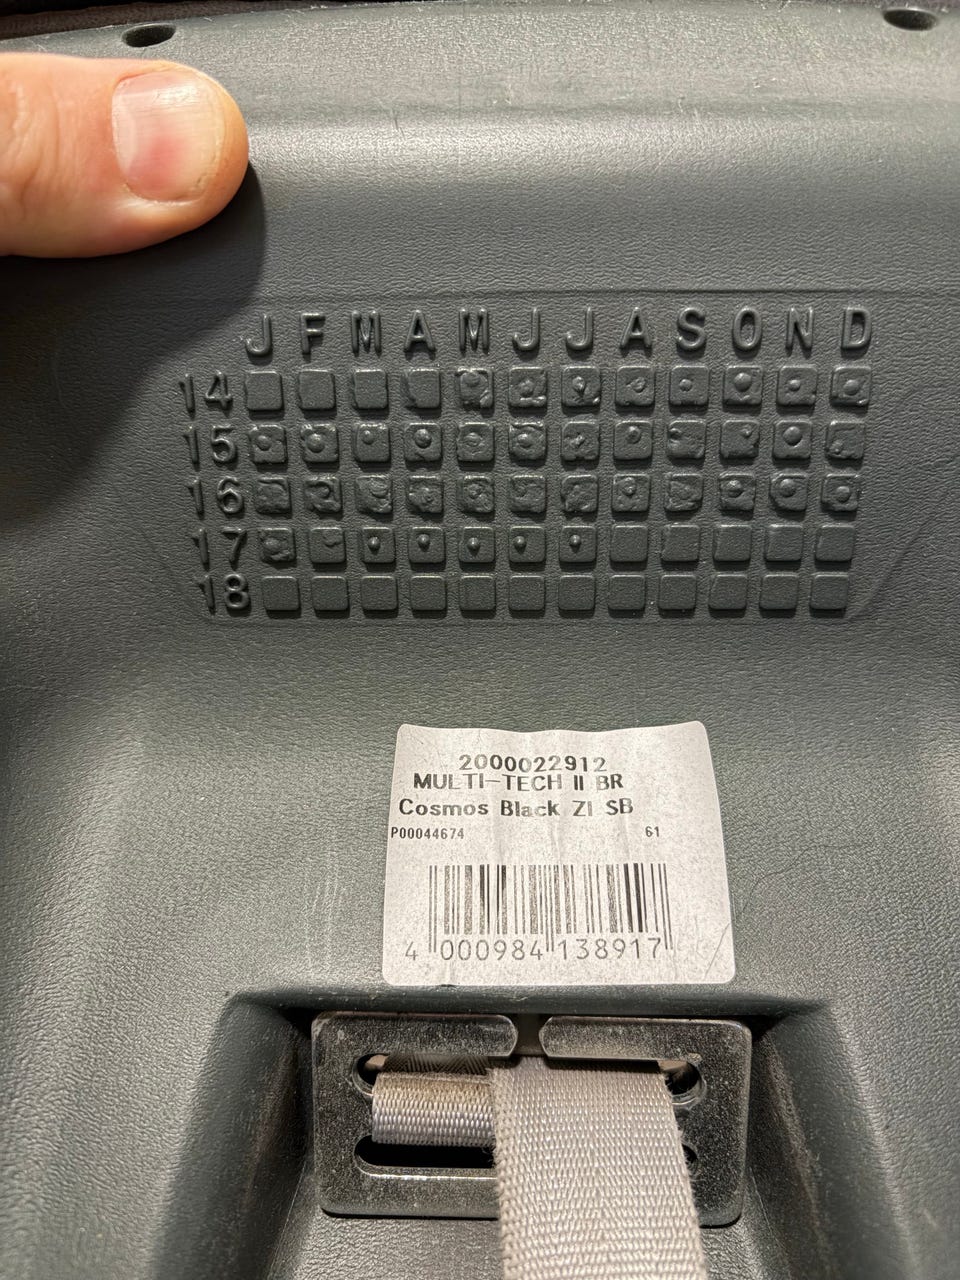 J F M A M J J A S O N D
14
15
16
17
18
2000022912
MULTI-TECH II BR
Cosmos Black ZI SB
P00044674 61
4 000984 138917